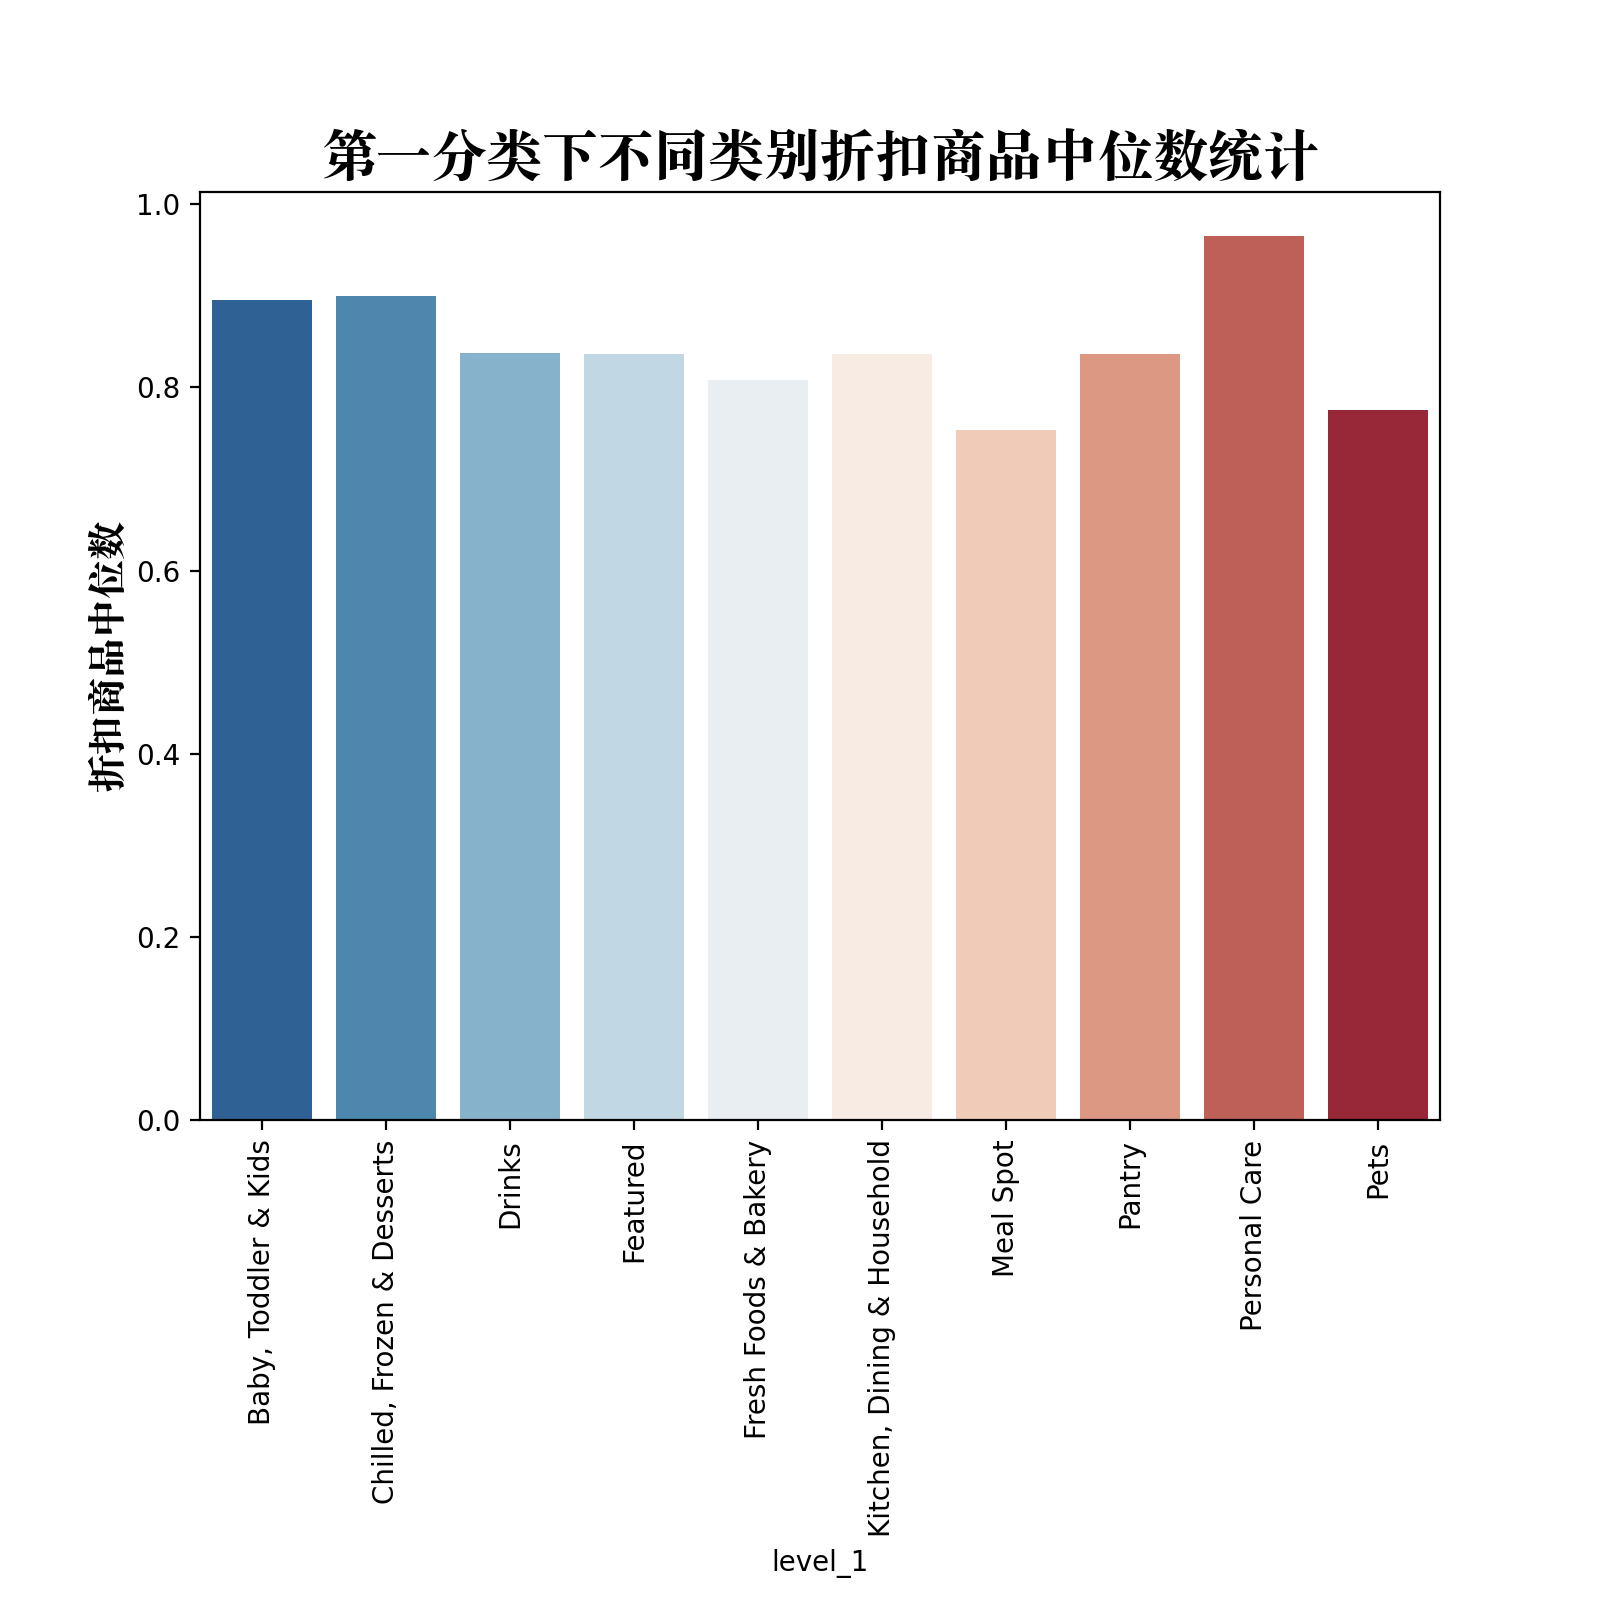 第一分类下不同类别折扣商品中位数统计
折扣商品中位数
1.0
0.8
0.6
0.4
0.2
0.0
Baby, Toddler & Kids
Chilled, Frozen & Desserts
Drinks
Featured
Fresh Foods & Bakery
Kitchen, Dining & Household
Meal Spot
Pantry
Personal Care
Pets
level_1